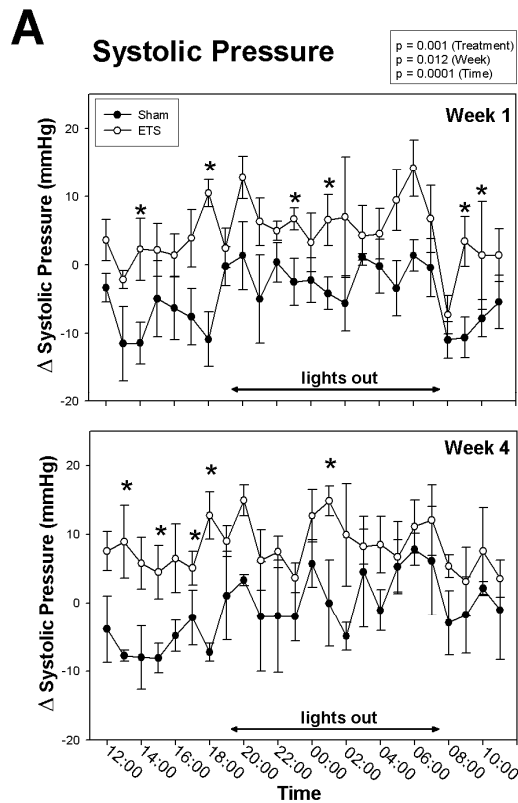 A
Systolic Pressure
p = 0.001 (Treatment)
p = 0.012 (Week)
p = 0.0001 (Time)
Week 1
Sham
ETS
Δ Systolic Pressure (mmHg)
20
10
0
-10
-20
* * * * * *
lights out
Week 4
Δ Systolic Pressure (mmHg)
20
10
0
-10
-20
* * * * *
lights out
12:00 14:00 16:00 18:00 20:00 22:00 00:00 02:00 04:00 06:00 08:00 10:00
Time